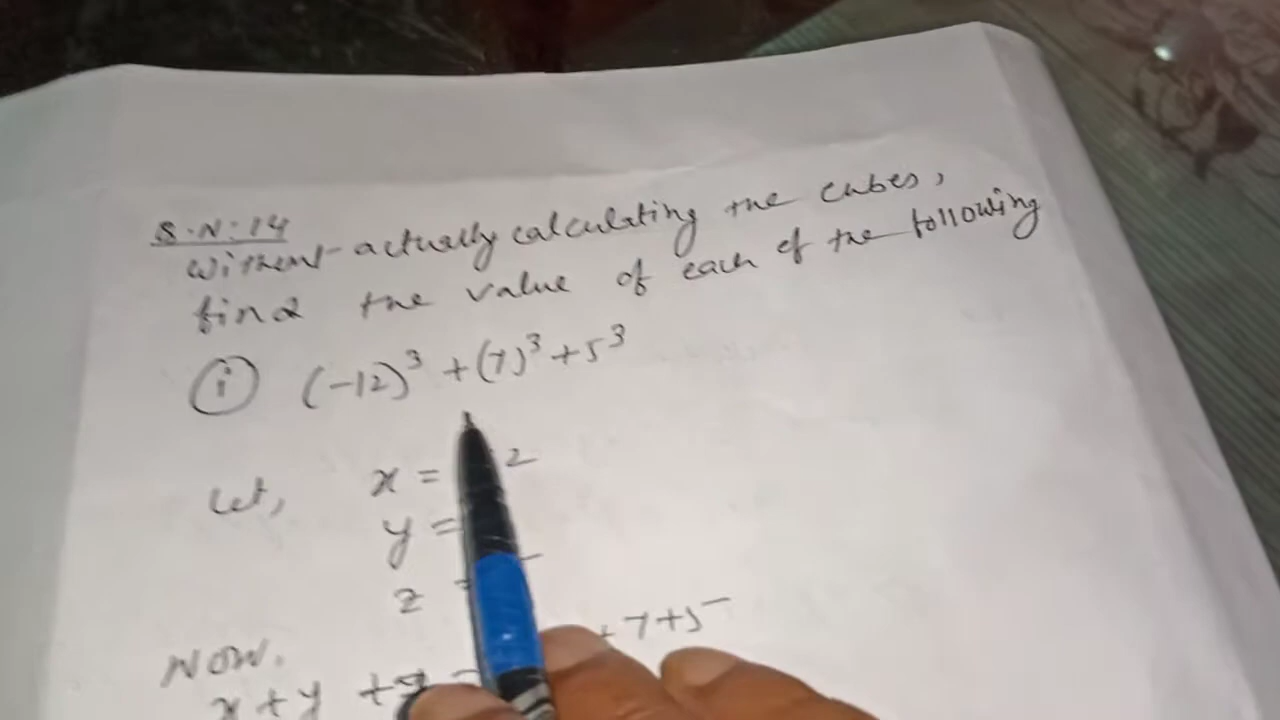 S.N:14
without actually calculating the cubes,
find the value of each of the following
(i) (-12)³ + (7)³ + 5³
Let, x = 2
y =
z =
Now.
x + y + z + 7 + 5